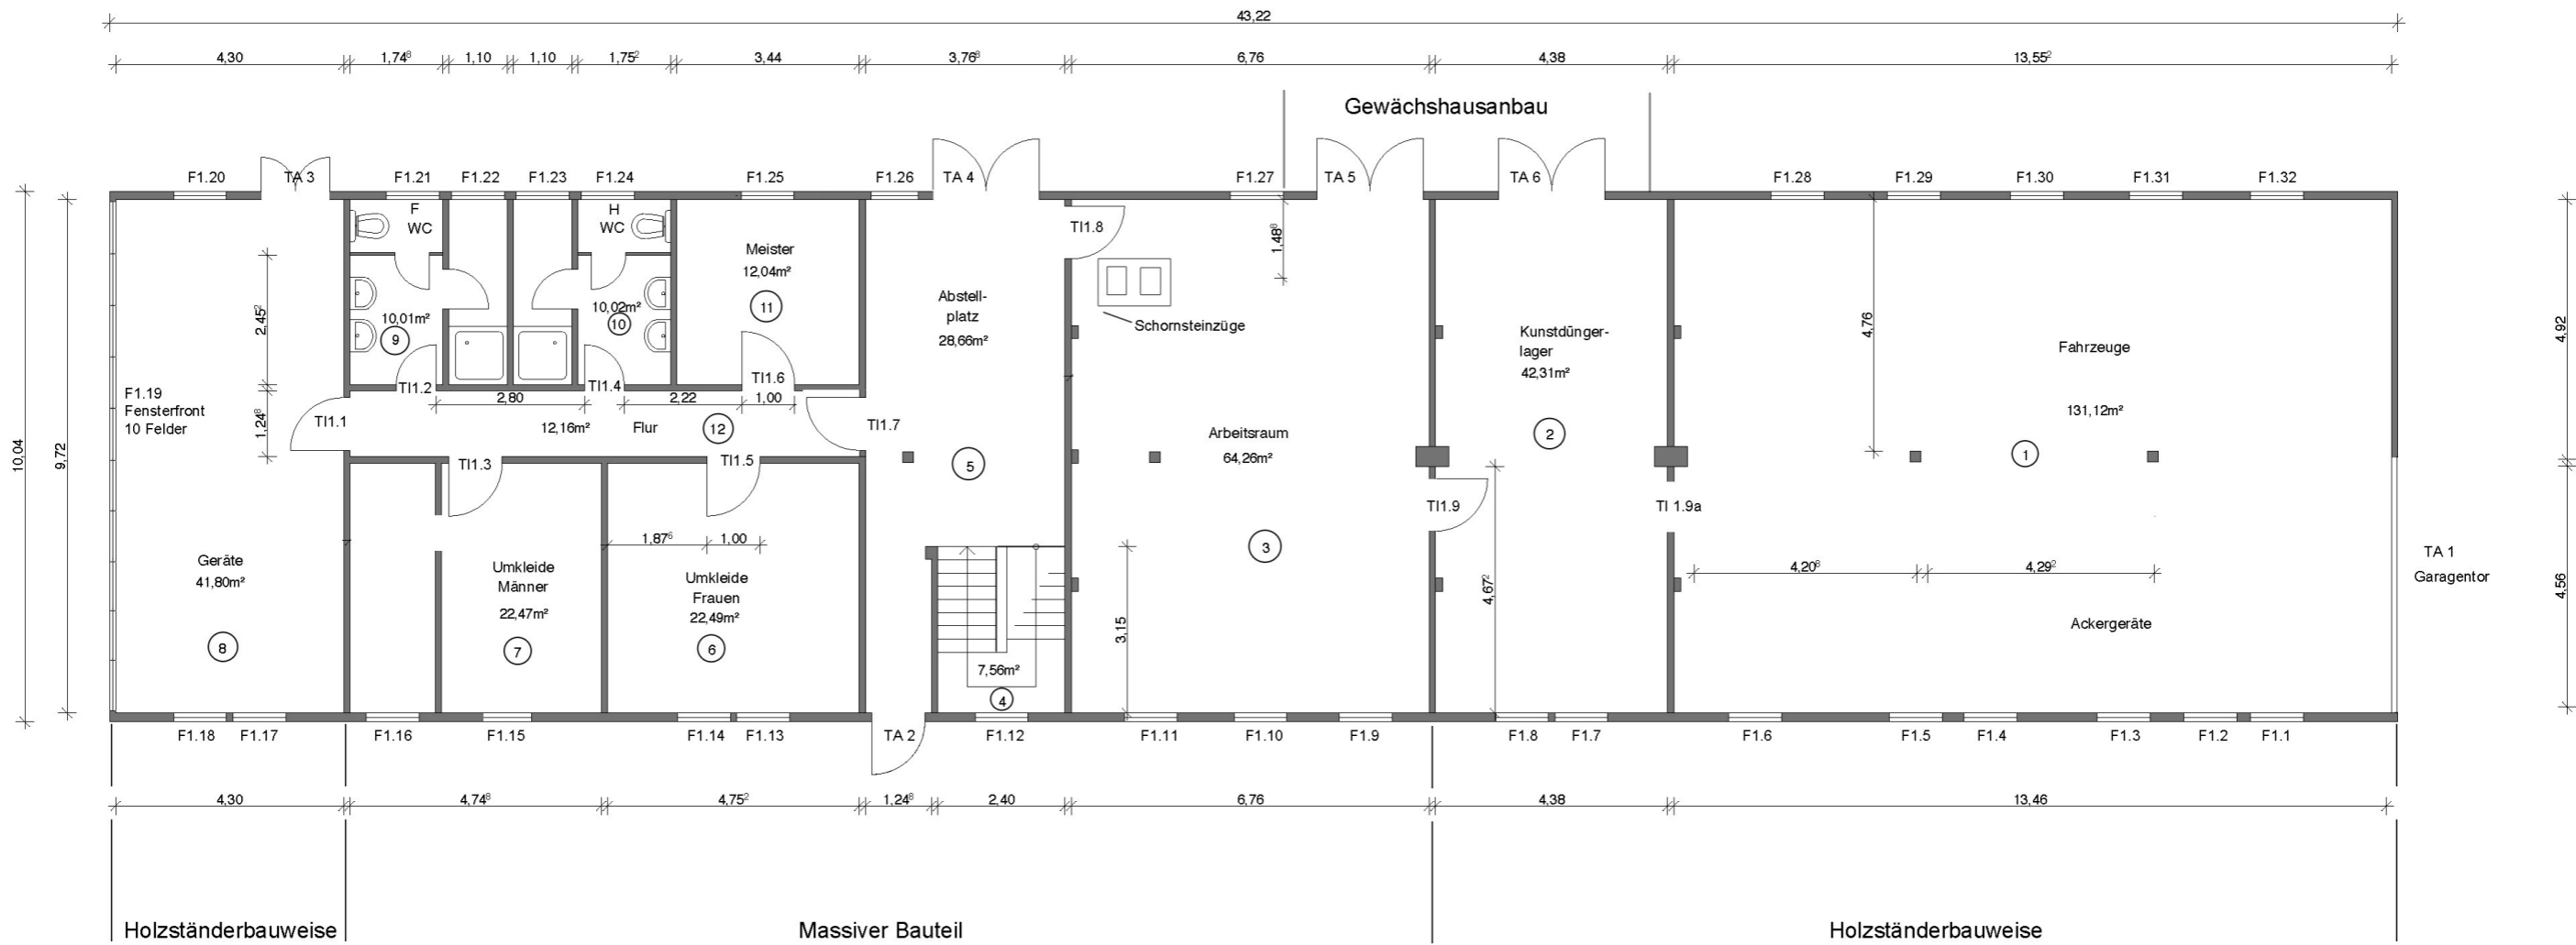 43,22
4,30
1,74⁸
1,10
1,10
1,75²
3,44
3,76⁸
6,76
4,38
13,55²
Gewächshausanbau
F1.20
TA 3
F1.21
F1.22
F1.23
F1.24
F1.25
F1.26
TA 4
F1.27
TA 5
TA 6
F1.28
F1.29
F1.30
F1.31
F1.32
F
WC
H
WC
TI1.8
1,48⁸
Meister
12,04m²
11
Abstell-
platz
28,66m²
Schornsteinzüge
10,01m²
9
10,02m²
10
2,45²
Kunstdünger-
lager
42,31m²
2
4,76
Fahrzeuge
131,12m²
1
4,92
F1.19
Fensterfront
10 Felder
TI1.2
TI1.4
TI1.6
2,80
2,22
1,00
1,24⁸
TI1.1
12,16m²
Flur
12
TI1.7
Arbeitsraum
64,26m²
3
5
10,04
9,72
TI1.3
TI1.5
TI1.9
TI 1.9a
1,87⁶
1,00
Geräte
41,80m²
8
Umkleide
Männer
22,47m²
7
Umkleide
Frauen
22,49m²
6
7,56m²
4
3,15
4,67²
4,20⁸
4,29²
Ackergeräte
TA 1
Garagentor
4,56
F1.18
F1.17
F1.16
F1.15
F1.14
F1.13
TA 2
F1.12
F1.11
F1.10
F1.9
F1.8
F1.7
F1.6
F1.5
F1.4
F1.3
F1.2
F1.1
4,30
4,74⁸
4,75²
1,24⁸
2,40
6,76
4,38
13,46
Holzständerbauweise
Massiver Bauteil
Holzständerbauweise